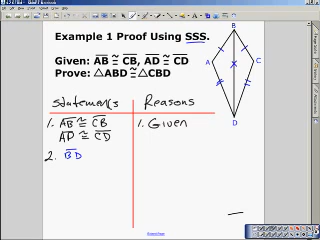 Example 1 Proof Using SSS.
Given: AB ≅ CB, AD ≅ CD
Prove: △ABD ≅ △CBD
Statements
Reasons
1. AB ≅ CB
AD ≅ CD
1. Given
2. BD
B
A
C
D